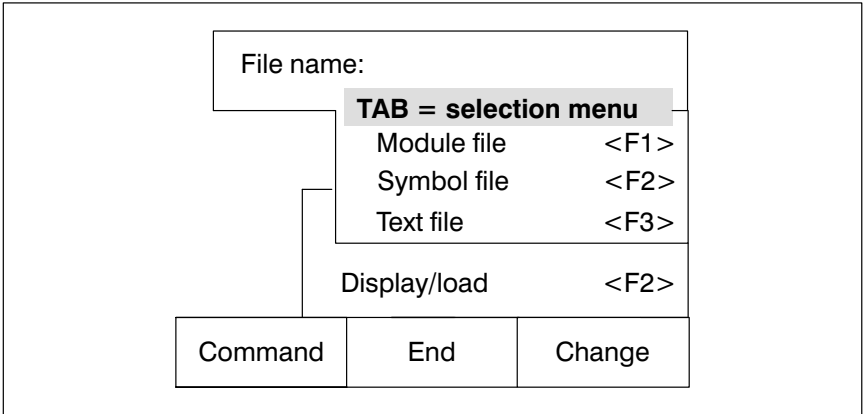 File name:
TAB = selection menu
Module file <F1>
Symbol file <F2>
Text file <F3>
Display/load <F2>
Command End Change